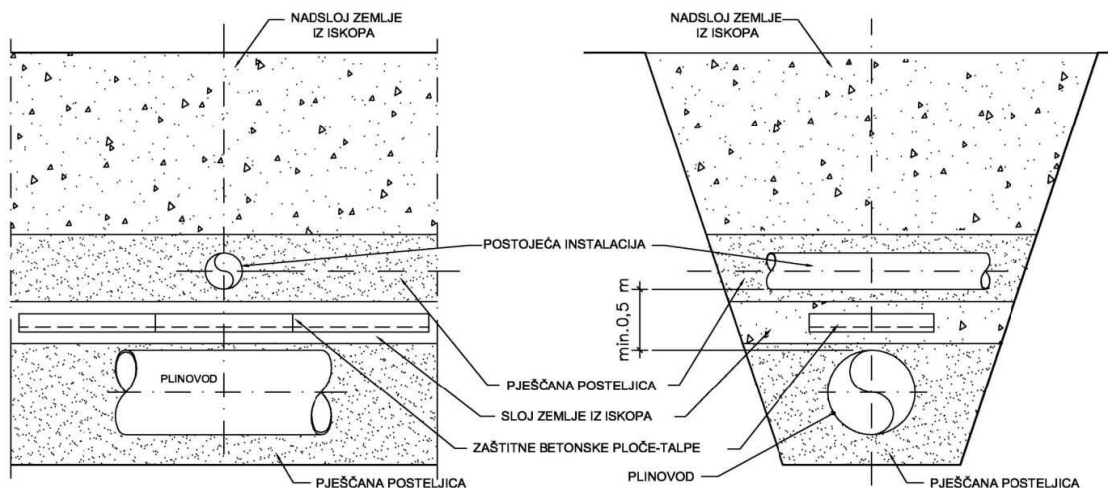 NADSLOJ ZEMLJE
IZ ISKOPA
NADSLOJ ZEMLJE
IZ ISKOPA
POSTOJEĆA INSTALACIJA
min.0,5 m
PLINOVOD
PJEŠČANA POSTELJICA
SLOJ ZEMLJE IZ ISKOPA
ZAŠTITNE BETONSKE PLOČE-TALPE
PLINOVOD
PJEŠČANA POSTELJICA
PJEŠČANA POSTELJICA